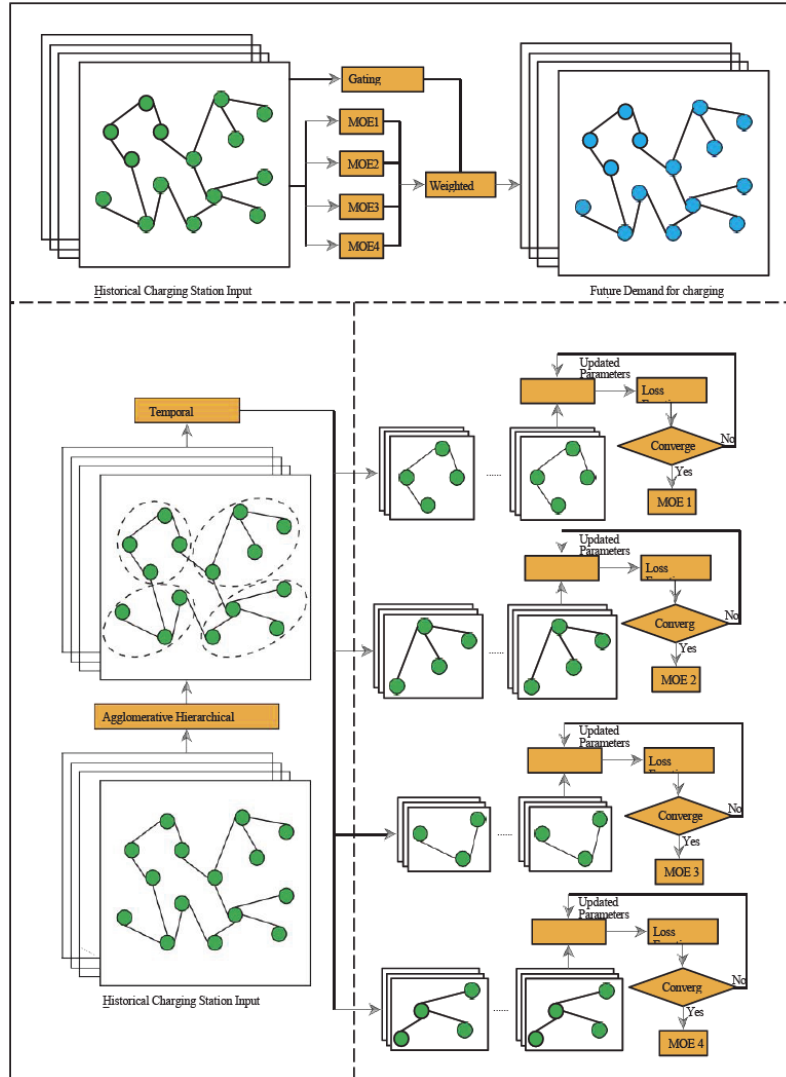 Gating
MOE1
MOE2
MOE3
MOE4
Weighted
Historical Charging Station Input
Future Demand for charging
Temporal
Agglomerative Hierarchical
Historical Charging Station Input
Updated
Parameters
Loss
No
Converge
Yes
MOE 1
Updated
Parameters
Loss
No
Converg
Yes
MOE 2
Updated
Parameters
Loss
No
Converge
Yes
MOE 3
Updated
Parameters
Loss
No
Converg
Yes
MOE 4